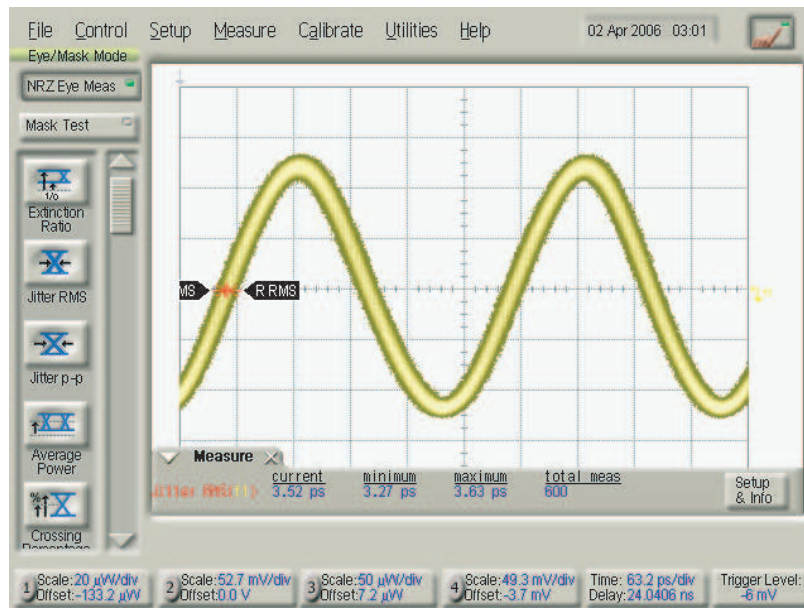 File Control Setup Measure Calibrate Utilities Help 02 Apr 2006 03:01
Eye/Mask Mode
NRZ Eye Meas
Mask Test
1/0
Extinction
Ratio
Jitter RMS
Jitter p-p
Average
Power
%
Crossing
MS R RMS
Measure
current minimum maximum total meas
Jitter RMS( 3.52 ps 3.27 ps 3.63 ps 600
Setup
& Info
1 Scale:20 µW/div
Offset:-133.2 µW
2 Scale:52.7 mV/div
Offset:0.0 V
3 Scale:50 µW/div
Offset:7.2 µW
4 Scale:49.3 mV/div
Offset:-3.7 mV
Time: 63.2 ps/div
Delay:24.0406 ns
Trigger Level:
-6 mV